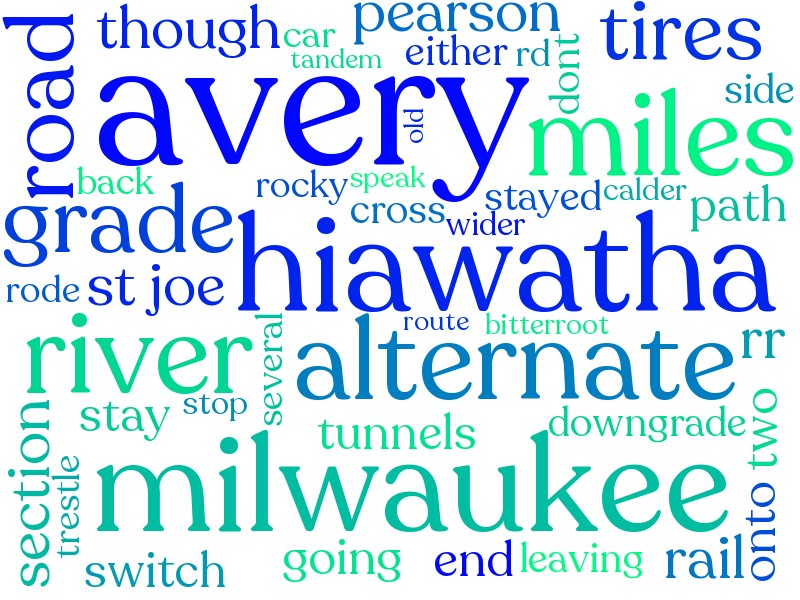 road
though
car
tandem
pearson
either
rd
dont
tires
side
avery
old
miles
back
rocky
speak
cross
stayed
calder
wider
path
grade
hiawatha
rode
st joe
route
bitterroot
river
several
alternate
rr
stay
stop
tunnels
downgrade
two
section
trestle
milwaukee
onto
switch
going
end
leaving
rail